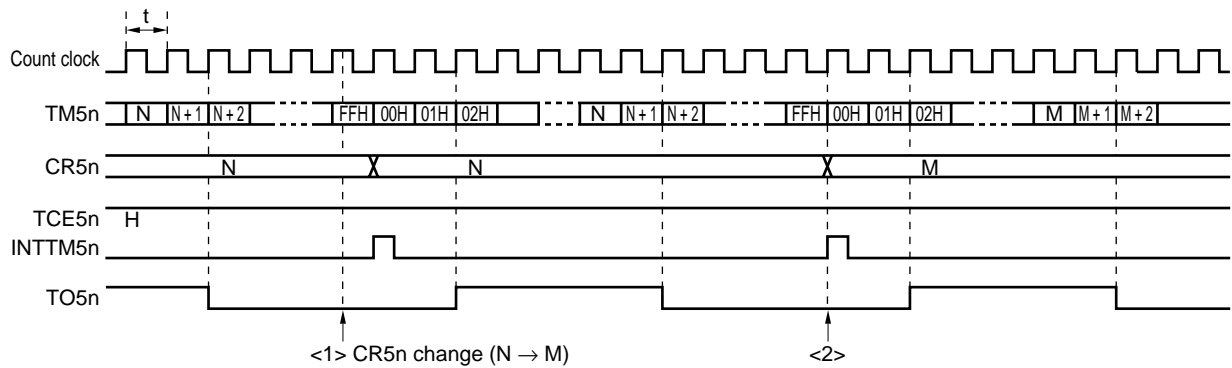 t
Count clock
TM5n N N + 1 N + 2 FFH 00H 01H 02H N N + 1 N + 2 FFH 00H 01H 02H M M + 1 M + 2
CR5n N N M
TCE5n H
INTTM5n
TO5n
<1> CR5n change (N → M) <2>